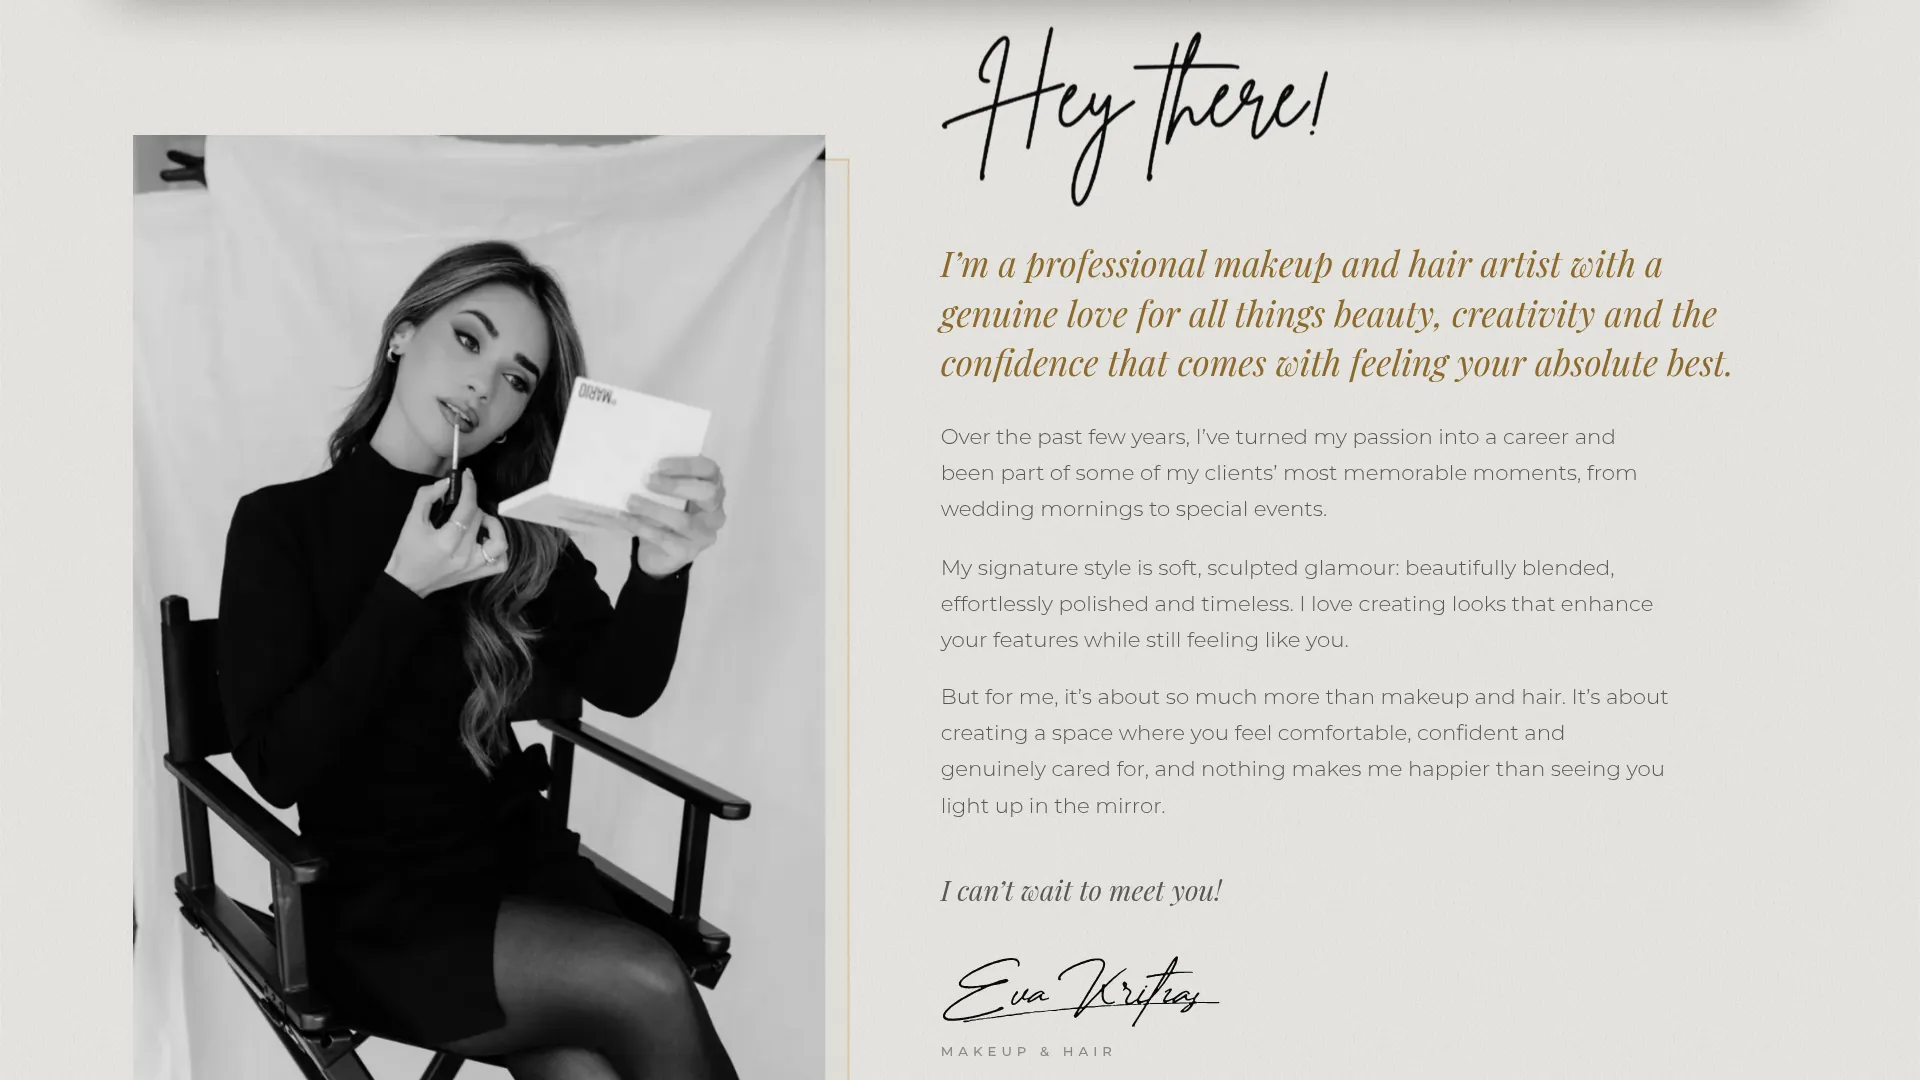 Hey there!
I’m a professional makeup and hair artist with a
genuine love for all things beauty, creativity and the
confidence that comes with feeling your absolute best.
MARIO
Over the past few years, I’ve turned my passion into a career and
been part of some of my clients’ most memorable moments, from
wedding mornings to special events.
My signature style is soft, sculpted glamour: beautifully blended,
effortlessly polished and timeless. I love creating looks that enhance
your features while still feeling like you.
But for me, it’s about so much more than makeup and hair. It’s about
creating a space where you feel comfortable, confident and
genuinely cared for, and nothing makes me happier than seeing you
light up in the mirror.
I can’t wait to meet you!
Eva Kritras
MAKEUP & HAIR